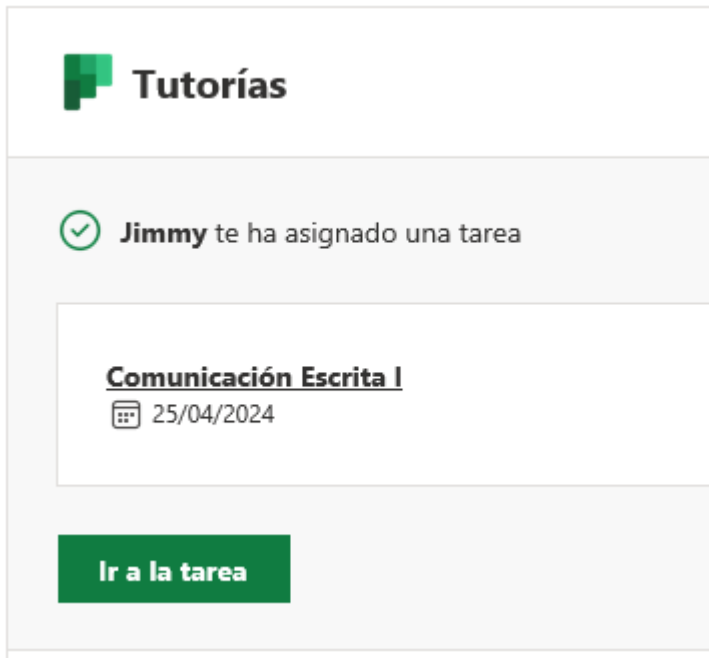 Tutorías
Jimmy te ha asignado una tarea
Comunicación Escrita I
25/04/2024
Ir a la tarea